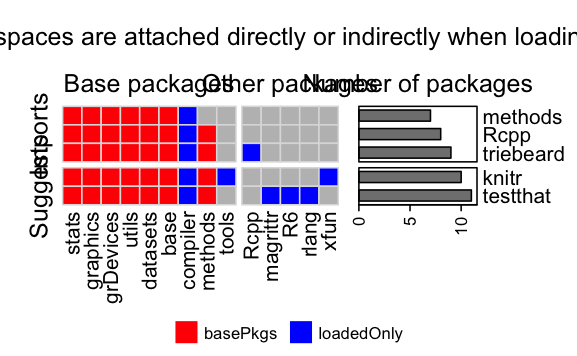 spaces are attached directly or indirectly when loadin
Base packages
Other packages
Number of packages
Imports
Suggests
methods
Rcpp
triebeard
knitr
testthat
0
5
10
stats
graphics
grDevices
utils
datasets
base
compiler
methods
tools
Rcpp
magrittr
R6
rlang
xfun
basePkgs
loadedOnly